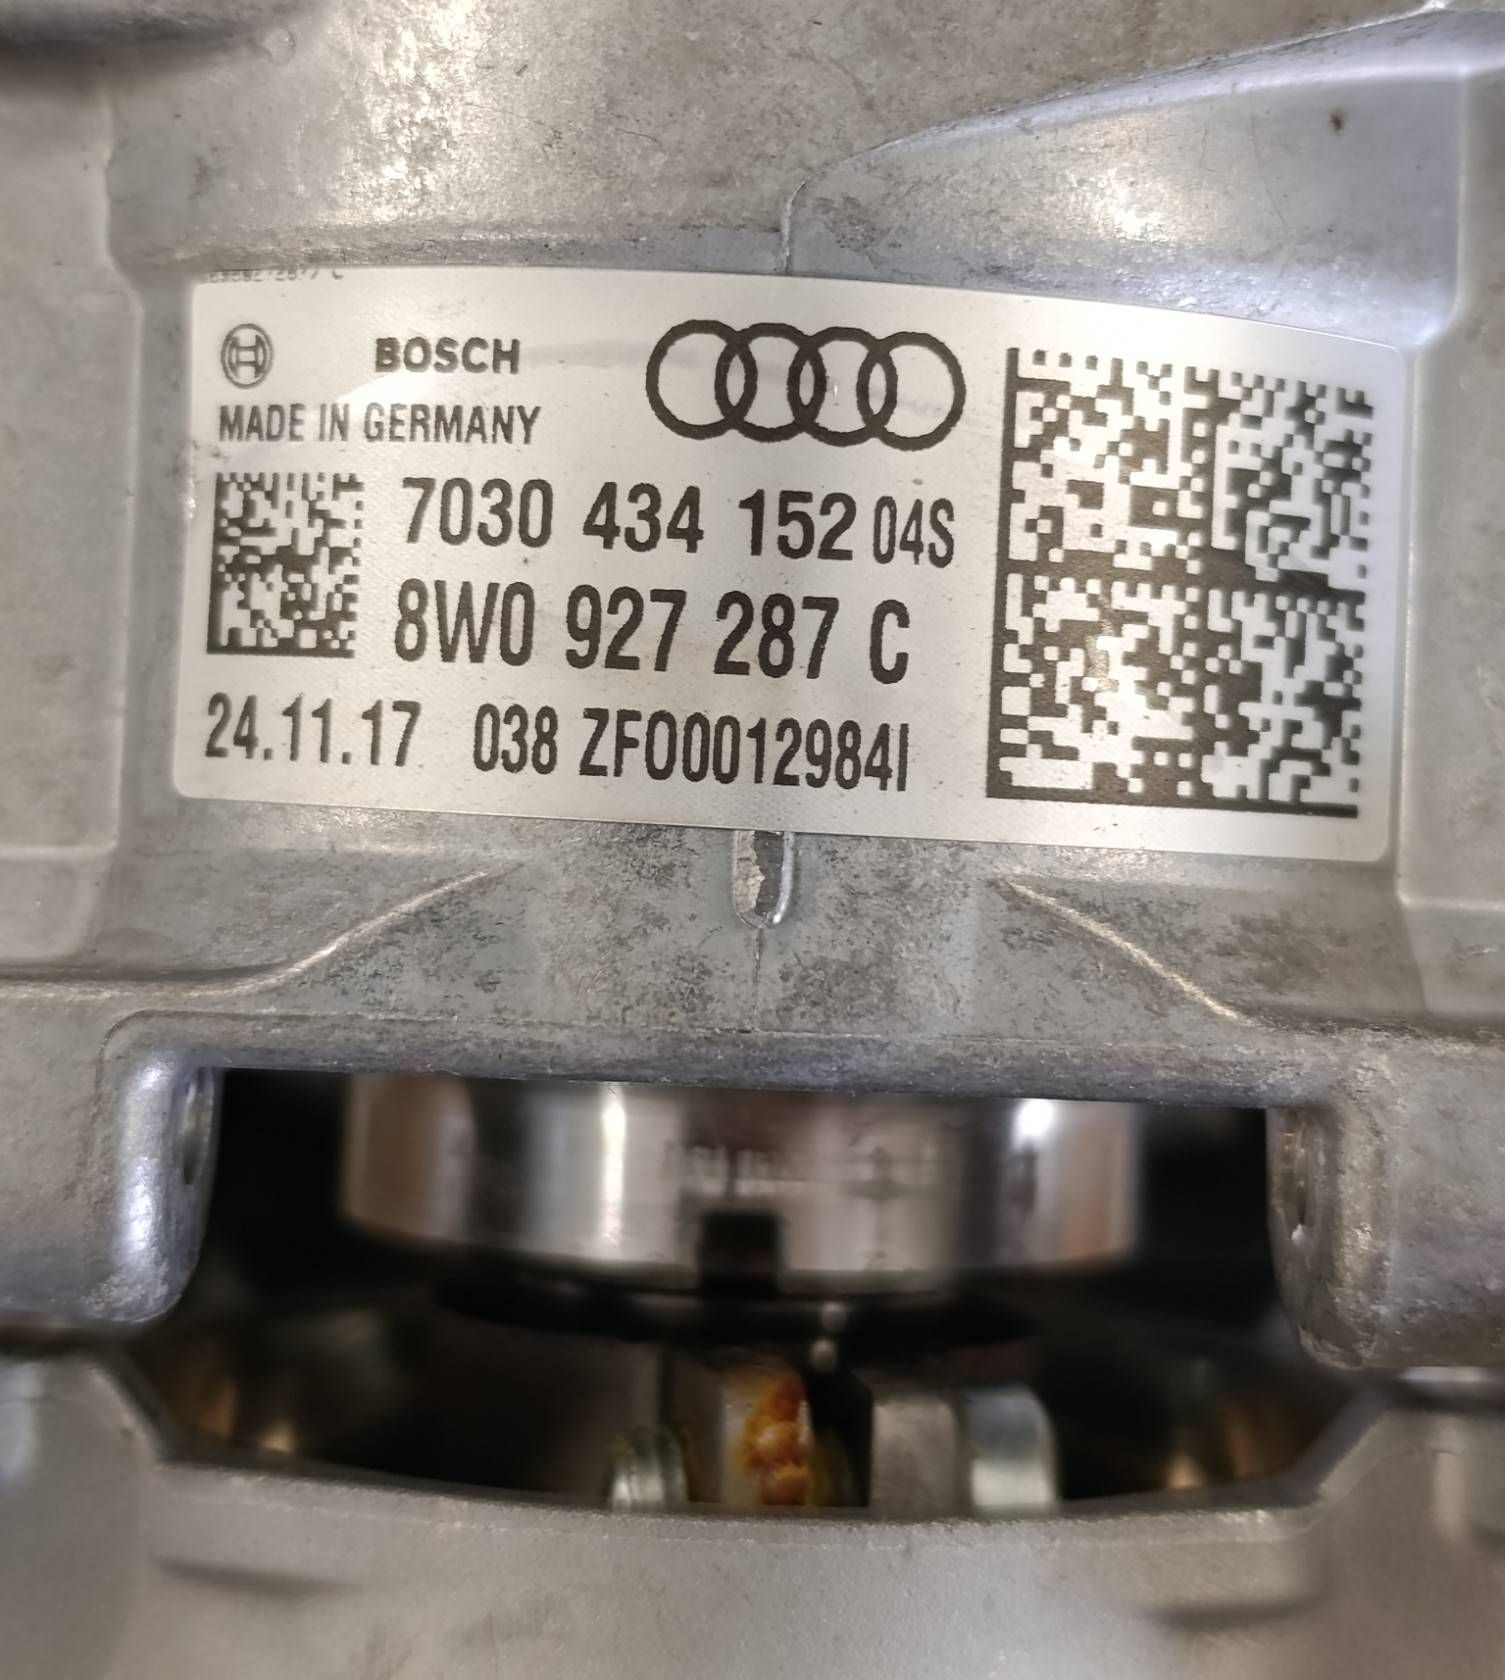 BOSCH
MADE IN GERMANY
7030 434 152 04S
8W0 927 287 C
24.11.17 038 ZF00012984I